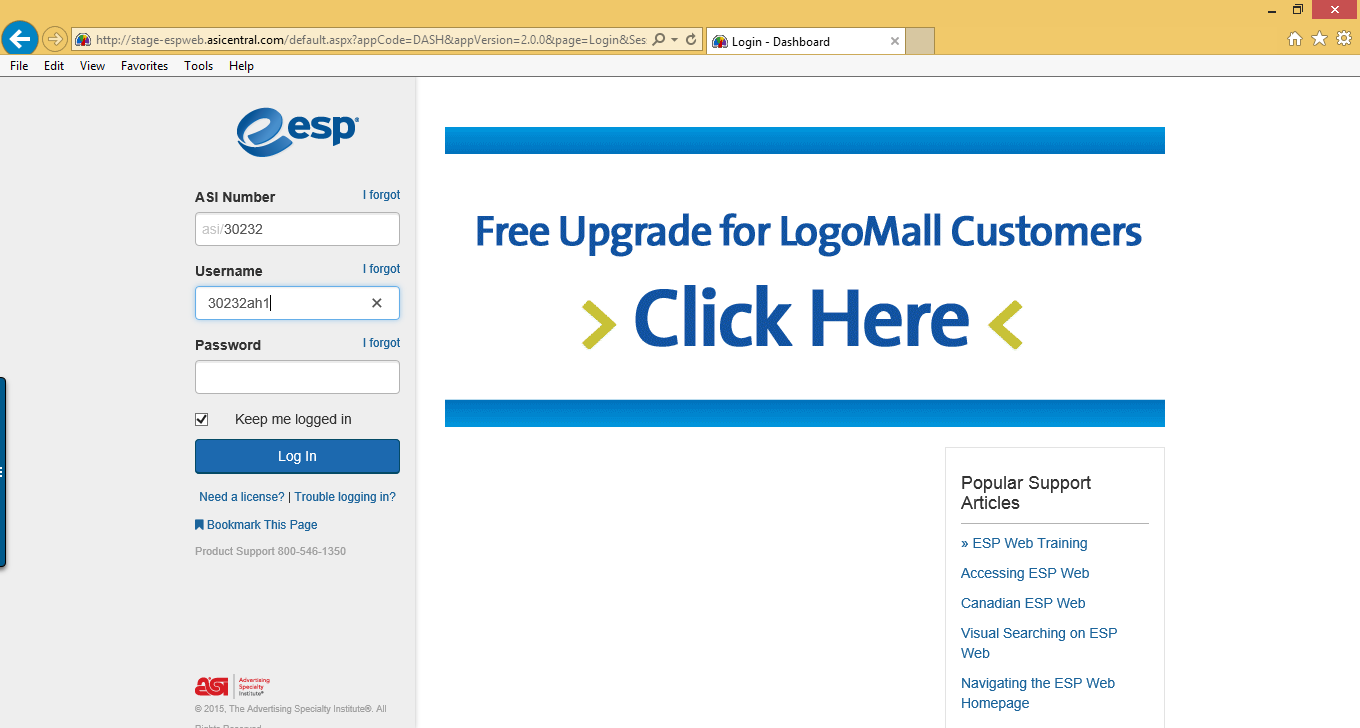 http://stage-espweb.asicentral.com/default.aspx?appCode=DASH&appVersion=2.0.0&page=Login&Ses
Login - Dashboard
File Edit View Favorites Tools Help
esp
ASI Number I forgot
asi/30232
Username I forgot
30232ah1
Password I forgot
Keep me logged in
Log In
Need a license? | Trouble logging in?
Bookmark This Page
Product Support 800-546-1350
asi Advertising
Specialty
Institute®
© 2015, The Advertising Specialty Institute®. All
Rights Reserved
Free Upgrade for LogoMall Customers
> Click Here <
Popular Support
Articles
» ESP Web Training
Accessing ESP Web
Canadian ESP Web
Visual Searching on ESP
Web
Navigating the ESP Web
Homepage